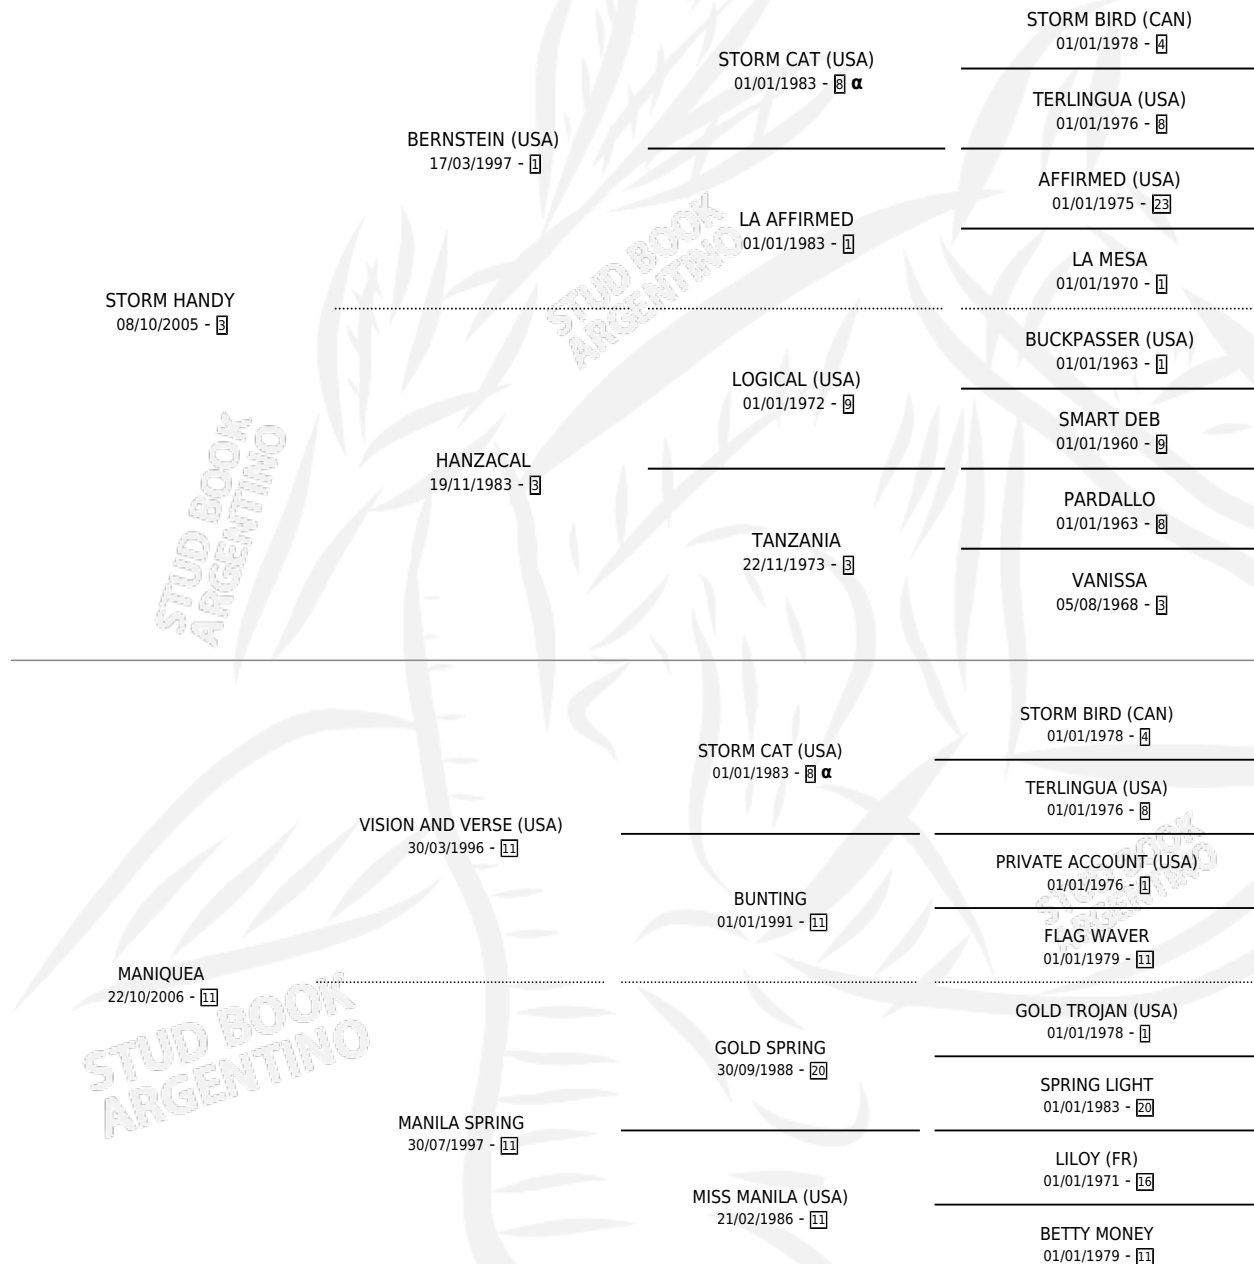 STORM BIRD (CAN)
01/01/1978 - 4
STORM CAT (USA)
01/01/1983 - 8 α
TERLINGUA (USA)
01/01/1976 - 8
BERNSTEIN (USA)
17/03/1997 - 1
AFFIRMED (USA)
01/01/1975 - 23
LA AFFIRMED
01/01/1983 - 1
LA MESA
01/01/1970 - 1
STORM HANDY
08/10/2005 - 3
BUCKPASSER (USA)
01/01/1963 - 1
LOGICAL (USA)
01/01/1972 - 9
SMART DEB
01/01/1960 - 9
HANZACAL
19/11/1983 - 3
PARDALLO
01/01/1963 - 8
TANZANIA
22/11/1973 - 3
VANISSA
05/08/1968 - 3
STORM BIRD (CAN)
01/01/1978 - 4
STORM CAT (USA)
01/01/1983 - 8 α
TERLINGUA (USA)
01/01/1976 - 8
VISION AND VERSE (USA)
30/03/1996 - 11
PRIVATE ACCOUNT (USA)
01/01/1976 - 1
BUNTING
01/01/1991 - 11
FLAG WAVER
01/01/1979 - 11
MANIQUEA
22/10/2006 - 11
GOLD TROJAN (USA)
01/01/1978 - 1
GOLD SPRING
30/09/1988 - 20
SPRING LIGHT
01/01/1983 - 20
MANILA SPRING
30/07/1997 - 11
LILOY (FR)
01/01/1971 - 16
MISS MANILA (USA)
21/02/1986 - 11
BETTY MONEY
01/01/1979 - 11
STUD BOOK
ARGENTINO
STUD BOOK
ARGENTINO
STUD BOOK
ARGENTINO
STUD BOOK
ARGENTINO